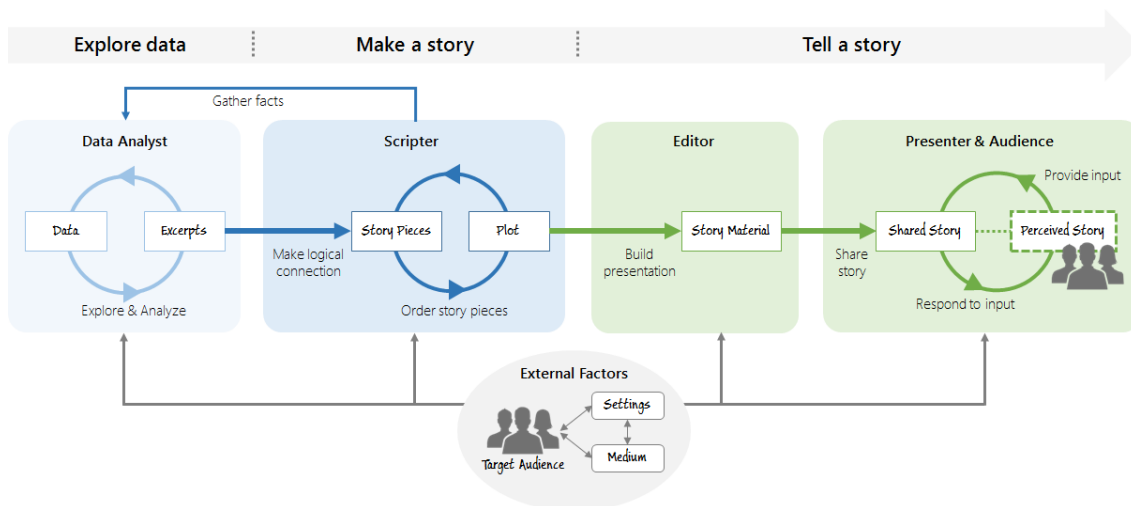 Explore data
Make a story
Tell a story
Gather facts
Data Analyst
Scripter
Editor
Presenter & Audience
Provide input
Data
Excerpts
Story Pieces
Plot
Story Material
Shared Story
Perceived Story
Make logical
connection
Build
presentation
Share
story
Explore & Analyze
Order story pieces
Respond to input
External Factors
Settings
Target Audience
Medium